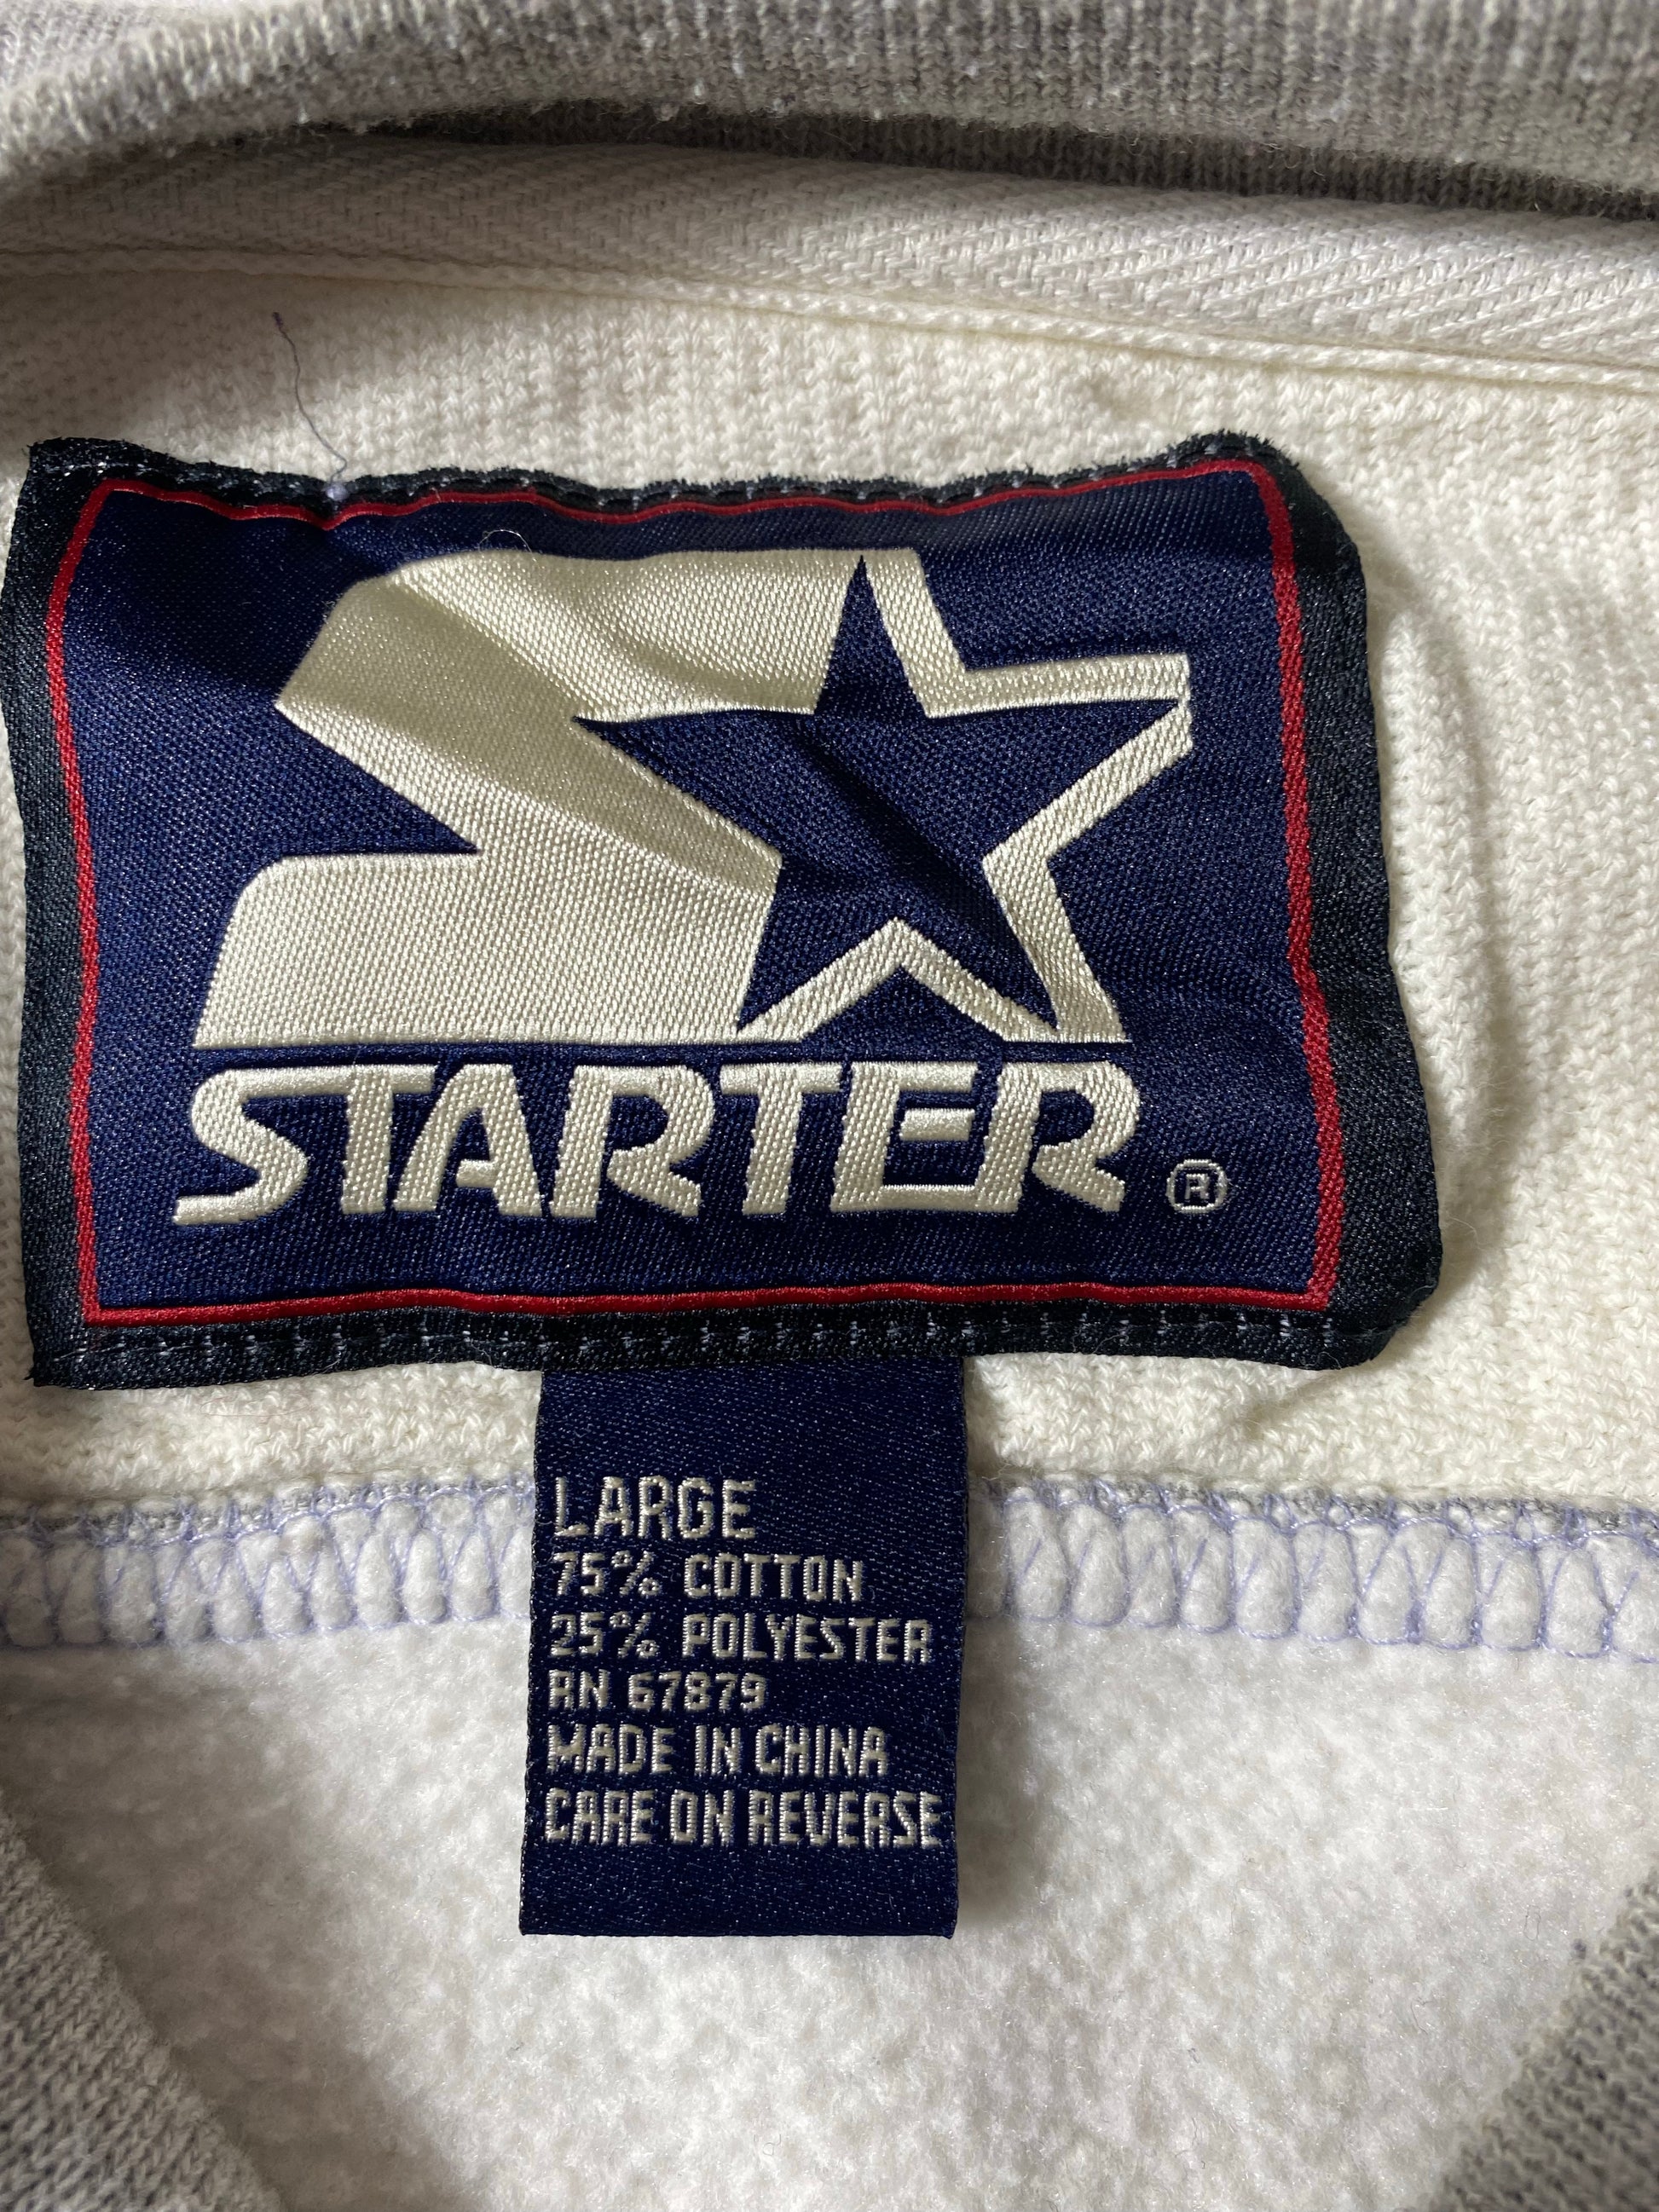 STARTER ®
LARGE
75% COTTON
25% POLYESTER
RN 67879
MADE IN CHINA
CARE ON REVERSE